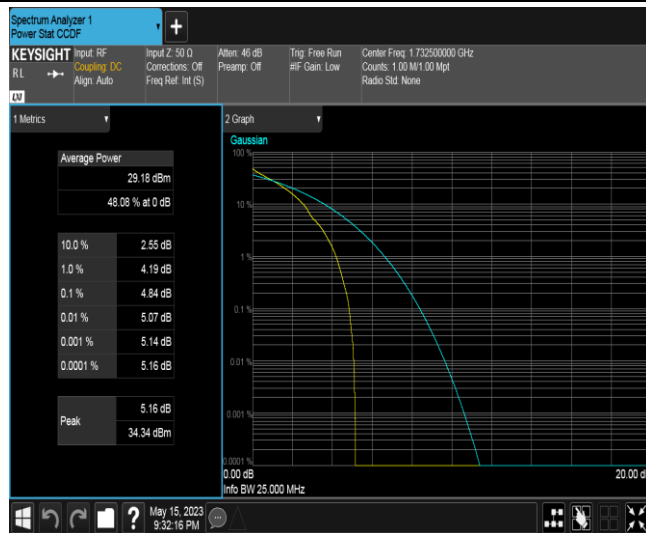 Spectrum Analyzer 1
Power Stat CCDF
+
KEYSIGHT
RL
Input: RF
Coupling: DC
Align: Auto
Input Z: 50 Ω
Corrections: Off
Freq Ref: Int (S)
Atten: 46 dB
Preamp: Off
Trig: Free Run
#IF Gain: Low
Center Freq: 1.732500000 GHz
Counts: 1.00 M/1.00 Mpt
Radio Std: None
1 Metrics
Average Power
29.18 dBm
48.08 % at 0 dB
10.0 % 2.55 dB
1.0 % 4.19 dB
0.1 % 4.84 dB
0.01 % 5.07 dB
0.001 % 5.14 dB
0.0001 % 5.16 dB
Peak
5.16 dB
34.34 dBm
2 Graph
Gaussian
100 %
10 %
1 %
0.1 %
0.01 %
0.001 %
0.0001 %
0.00 dB
20.00 d
Info BW 25.000 MHz
?
May 15, 2023
9:32:16 PM